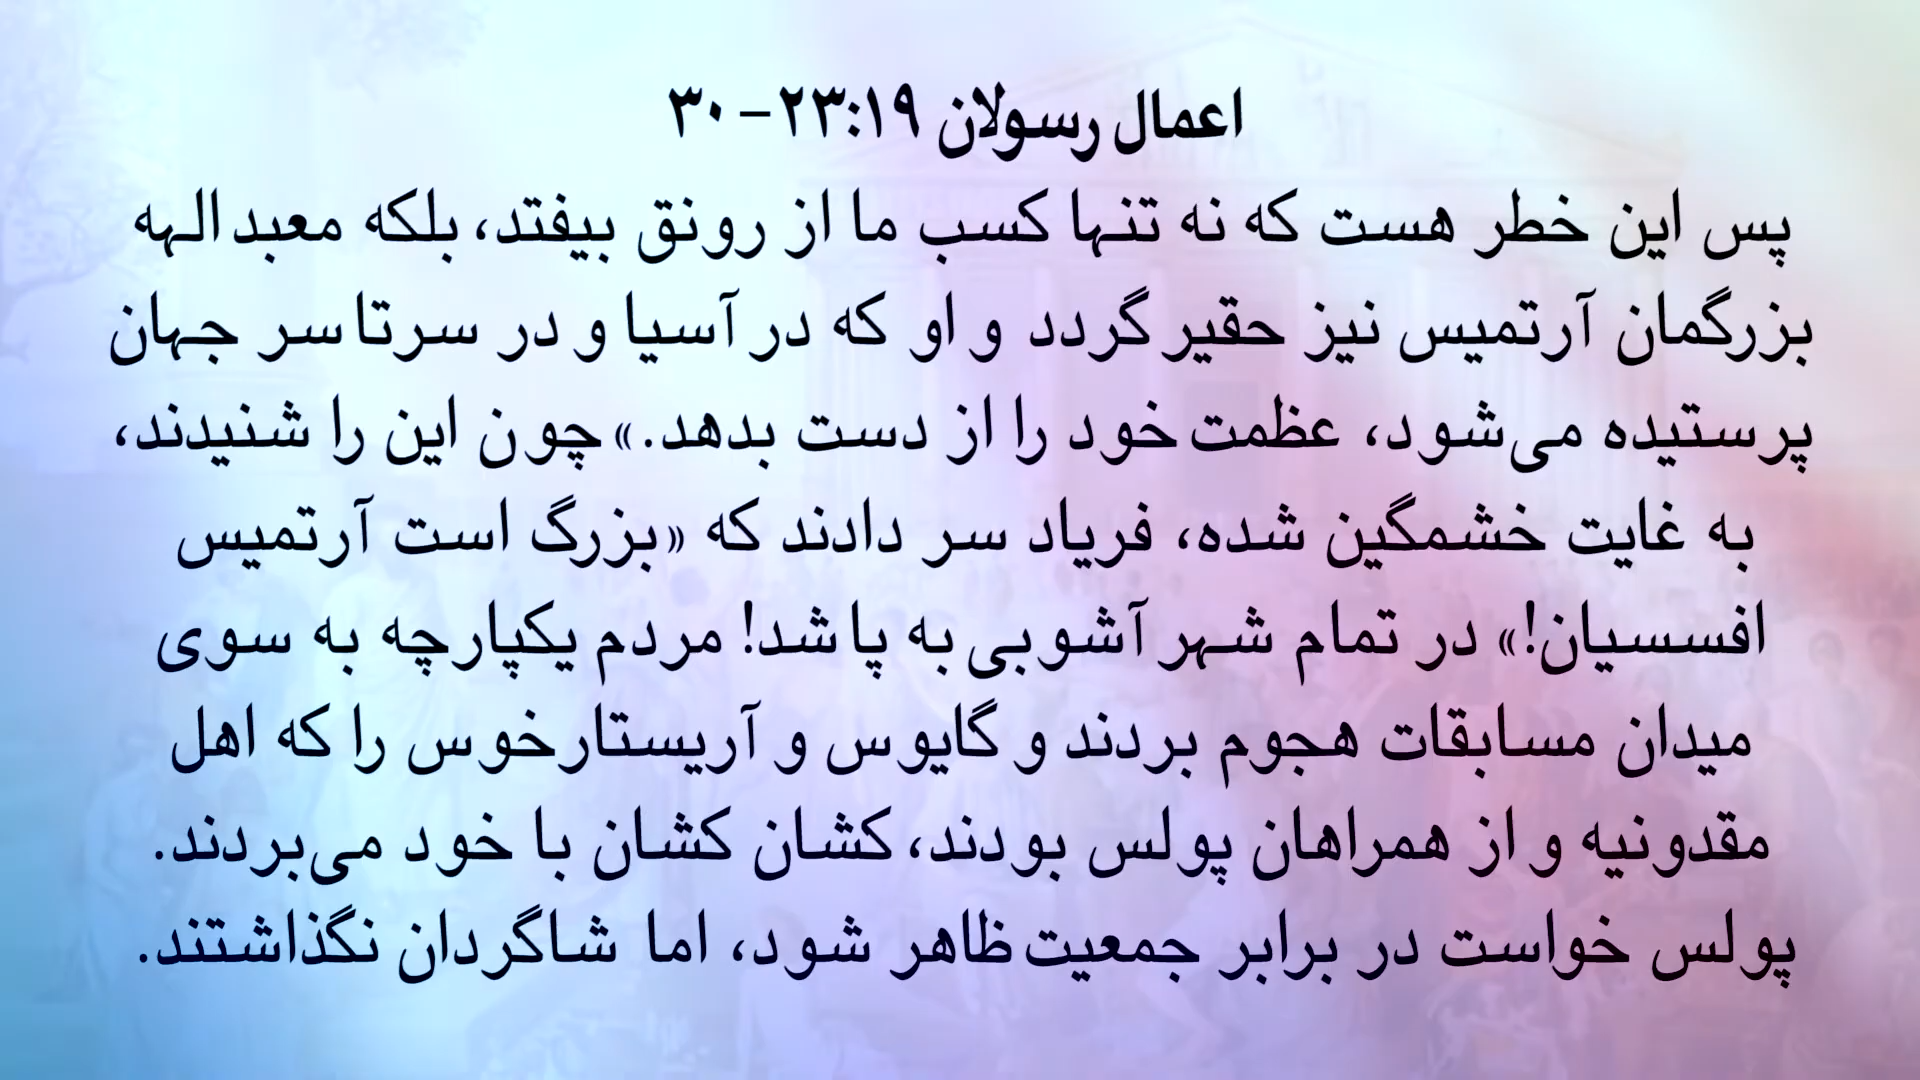 اعمال رسولان ۲۳:۱۹-۳۰
پس این خطر هست که نه تنها کسب ما از رونق بیفتد، بلکه معبد الهه
بزرگمان آرتمیس نیز حقیر گردد و او که در آسیا و در سرتاسر جهان
پرستیده می‌شود، عظمت خود را از دست بدهد.» چون این را شنیدند،
به غایت خشمگین شده، فریاد سر دادند که «بزرگ است آرتمیس
افسسیان!» در تمام شهر آشوبی به پا شد! مردم یکپارچه به سوی
میدان مسابقات هجوم بردند و گایوس و آریستارخوس را که اهل
مقدونیه و از همراهان پولس بودند، کشان کشان با خود می‌بردند.
پولس خواست در برابر جمعیت ظاهر شود، اما شاگردان نگذاشتند.